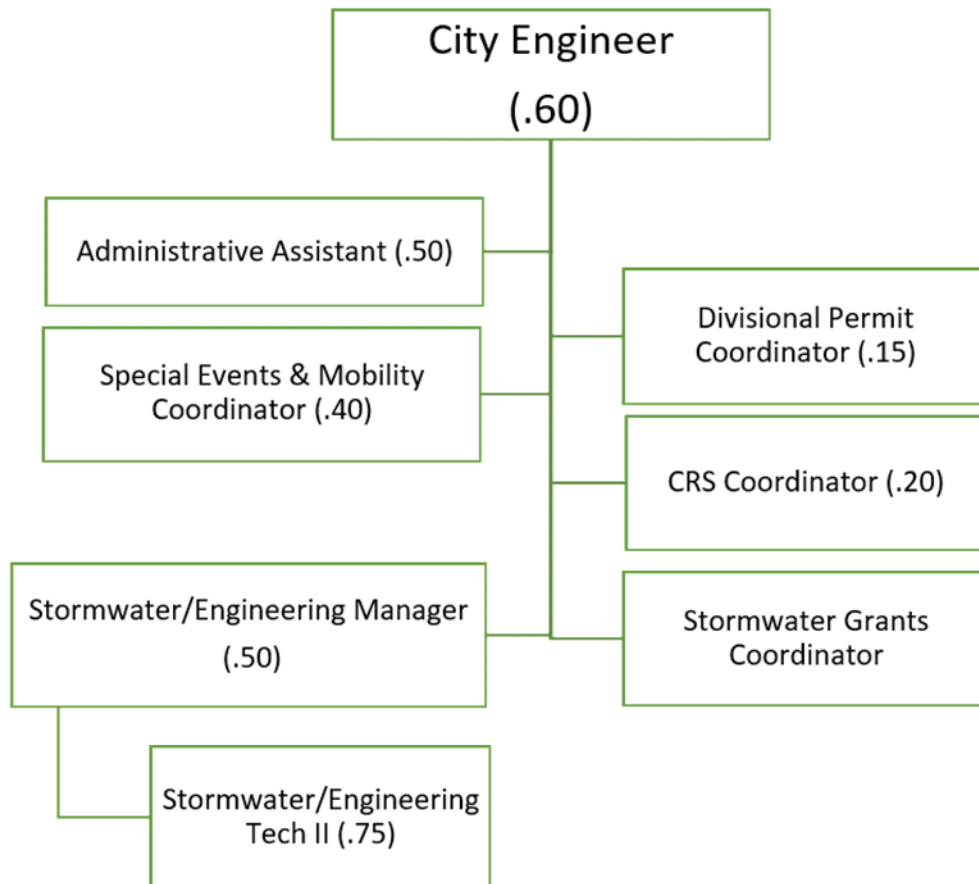 City Engineer
(.60)
Administrative Assistant (.50)
Divisional Permit
Coordinator (.15)
Special Events & Mobility
Coordinator (.40)
CRS Coordinator (.20)
Stormwater/Engineering Manager
(.50)
Stormwater Grants
Coordinator
Stormwater/Engineering
Tech II (.75)